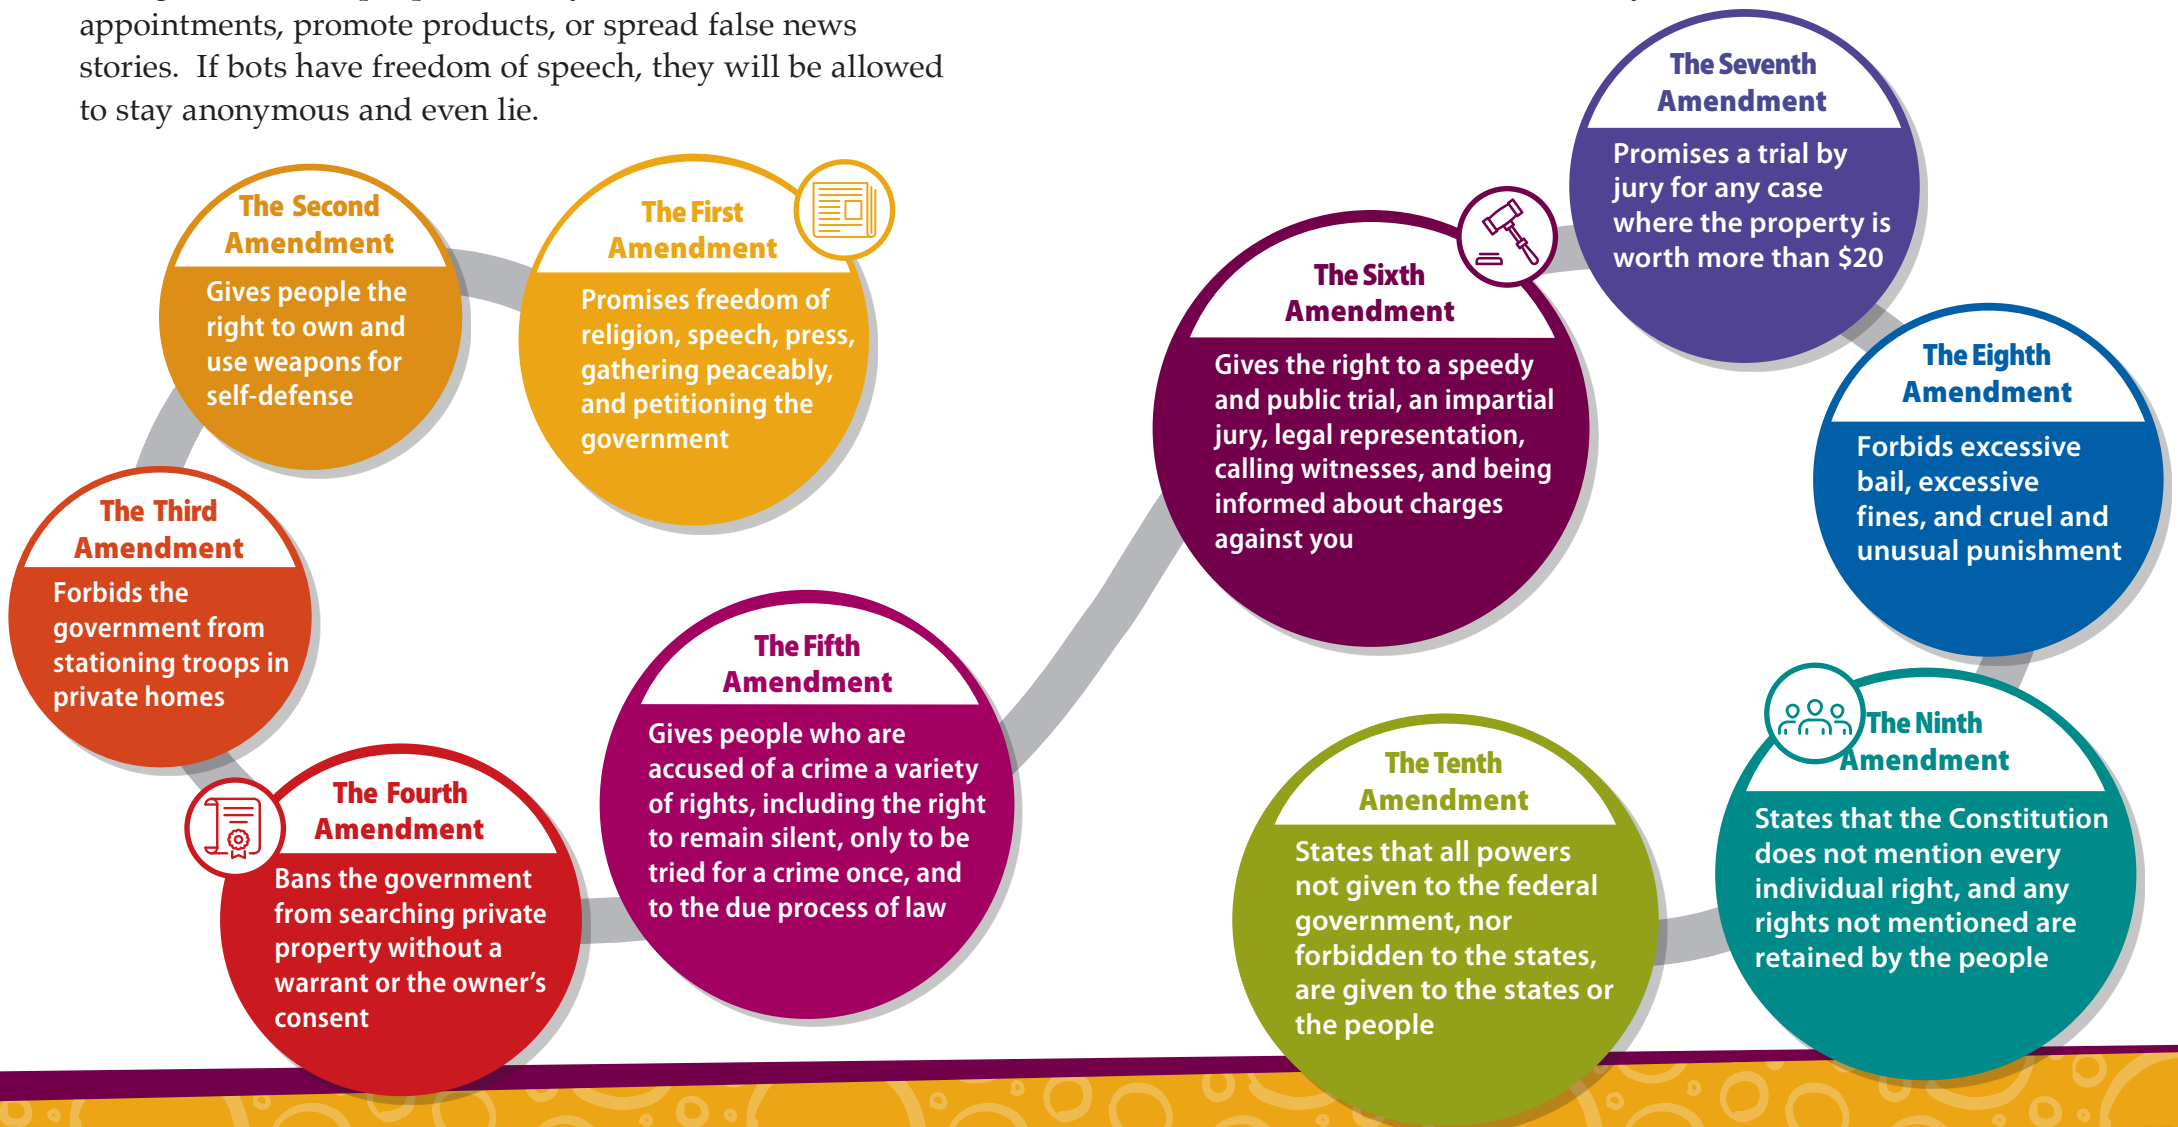 appointments, promote products, or spread false news
stories. If bots have freedom of speech, they will be allowed
to stay anonymous and even lie.
The First
Amendment
Promises freedom of
religion, speech, press,
gathering peaceably,
and petitioning the
government
The Second
Amendment
Gives people the
right to own and
use weapons for
self-defense
The Third
Amendment
Forbids the
government from
stationing troops in
private homes
The Fourth
Amendment
Bans the government
from searching private
property without a
warrant or the owner’s
consent
The Fifth
Amendment
Gives people who are
accused of a crime a variety
of rights, including the right
to remain silent, only to be
tried for a crime once, and
to the due process of law
The Sixth
Amendment
Gives the right to a speedy
and public trial, an impartial
jury, legal representation,
calling witnesses, and being
informed about charges
against you
The Seventh
Amendment
Promises a trial by
jury for any case
where the property is
worth more than $20
The Eighth
Amendment
Forbids excessive
bail, excessive
fines, and cruel and
unusual punishment
The Ninth
Amendment
States that the Constitution
does not mention every
individual right, and any
rights not mentioned are
retained by the people
The Tenth
Amendment
States that all powers
not given to the federal
government, nor
forbidden to the states,
are given to the states or
the people